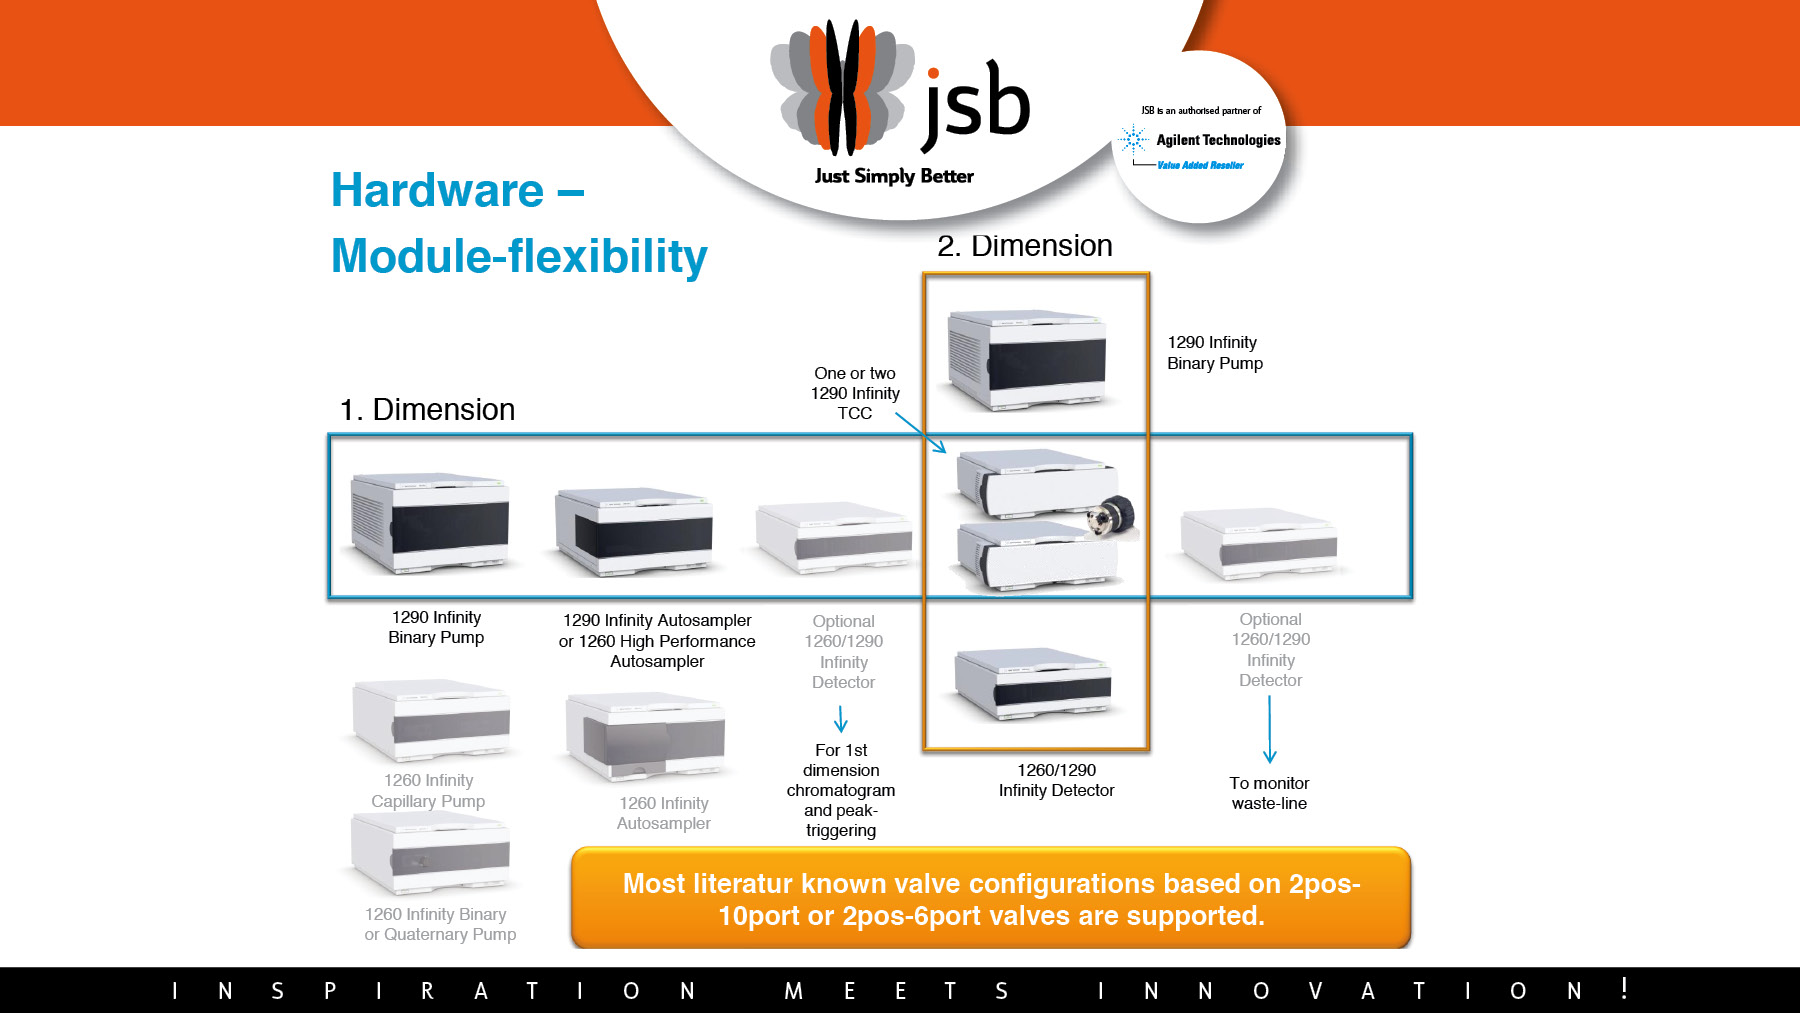 jsb
Just Simply Better
JSB is an authorised partner of
Agilent Technologies
Value Added Reseller
Hardware –
Module-flexibility
2. Dimension
1290 Infinity
Binary Pump
One or two
1290 Infinity
TCC
1. Dimension
1290 Infinity
Binary Pump
1290 Infinity Autosampler
or 1260 High Performance
Autosampler
Optional
1260/1290
Infinity
Detector
Optional
1260/1290
Infinity
Detector
1260 Infinity
Capillary Pump
1260 Infinity
Autosampler
For 1st
dimension
chromatogram
and peak-
triggering
1260/1290
Infinity Detector
To monitor
waste-line
1260 Infinity Binary
or Quaternary Pump
Most literatur known valve configurations based on 2pos-
10port or 2pos-6port valves are supported.
INSPIRATION MEETS INNOVATION!